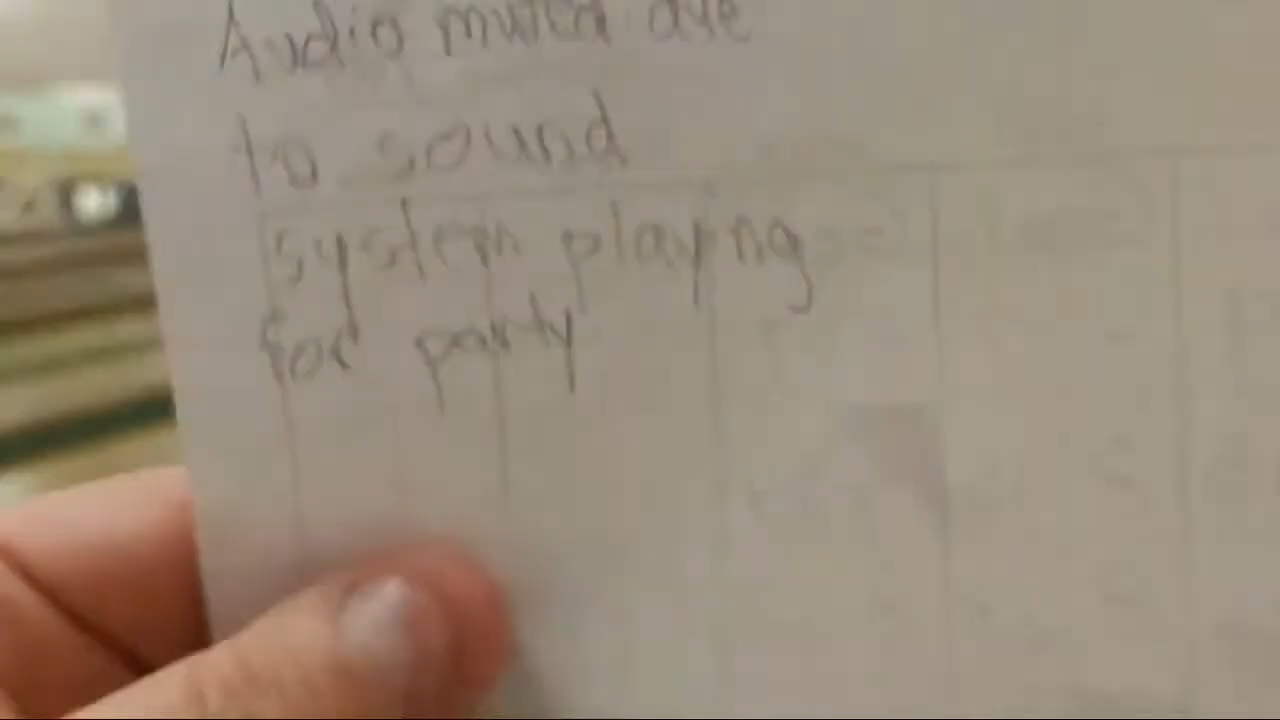 Audio muted due
to sound
system playing
for party